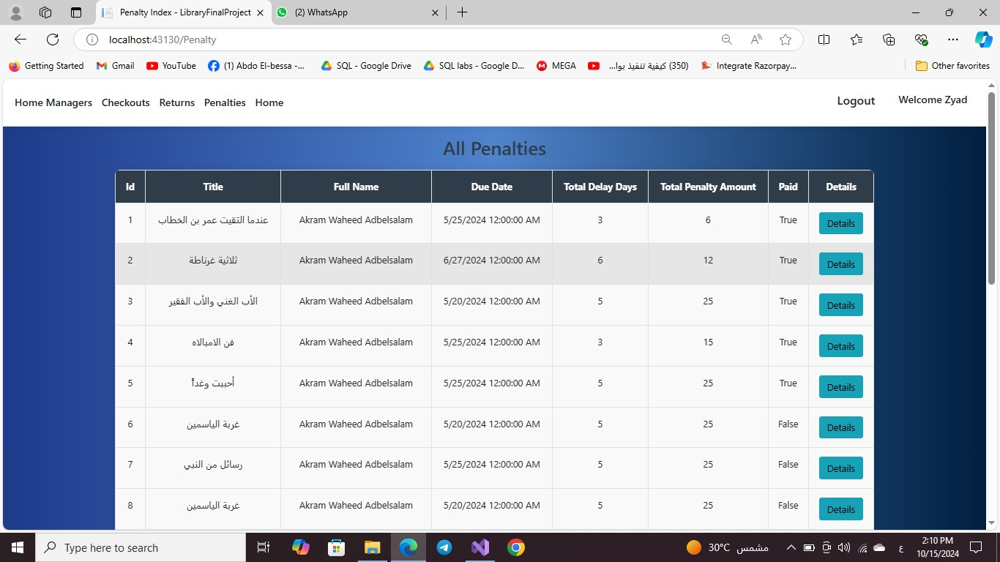 Penalty Index - LibraryFinalProject
(2) WhatsApp
localhost:43130/Penalty
Getting Started
Gmail
YouTube
(1) Abdo El-bessa -...
SQL - Google Drive
SQL labs - Google D...
MEGA
(350) كيفية تنفيذ بوا...
Integrate Razorpay...
Other favorites
Home Managers Checkouts Returns Penalties Home
Logout Welcome Zyad
All Penalties
Id Title Full Name Due Date Total Delay Days Total Penalty Amount Paid Details
1 عندما التقيت عمر بن الخطاب Akram Waheed Adbelsalam 5/25/2024 12:00:00 AM 3 6 True Details
2 ثلاثية غرناطة Akram Waheed Adbelsalam 6/27/2024 12:00:00 AM 6 12 True Details
3 الأب الغني والأب الفقير Akram Waheed Adbelsalam 5/20/2024 12:00:00 AM 5 25 True Details
4 فن الامبالاه Akram Waheed Adbelsalam 5/25/2024 12:00:00 AM 3 15 True Details
5 أحببت وغداً Akram Waheed Adbelsalam 5/25/2024 12:00:00 AM 5 25 True Details
6 غربة الياسمين Akram Waheed Adbelsalam 5/20/2024 12:00:00 AM 5 25 False Details
7 رسائل من النبي Akram Waheed Adbelsalam 5/25/2024 12:00:00 AM 5 25 False Details
8 غربة الياسمين Akram Waheed Adbelsalam 5/20/2024 12:00:00 AM 5 25 False Details
Type here to search
30°C مشمس
ع
2:10 PM
10/15/2024